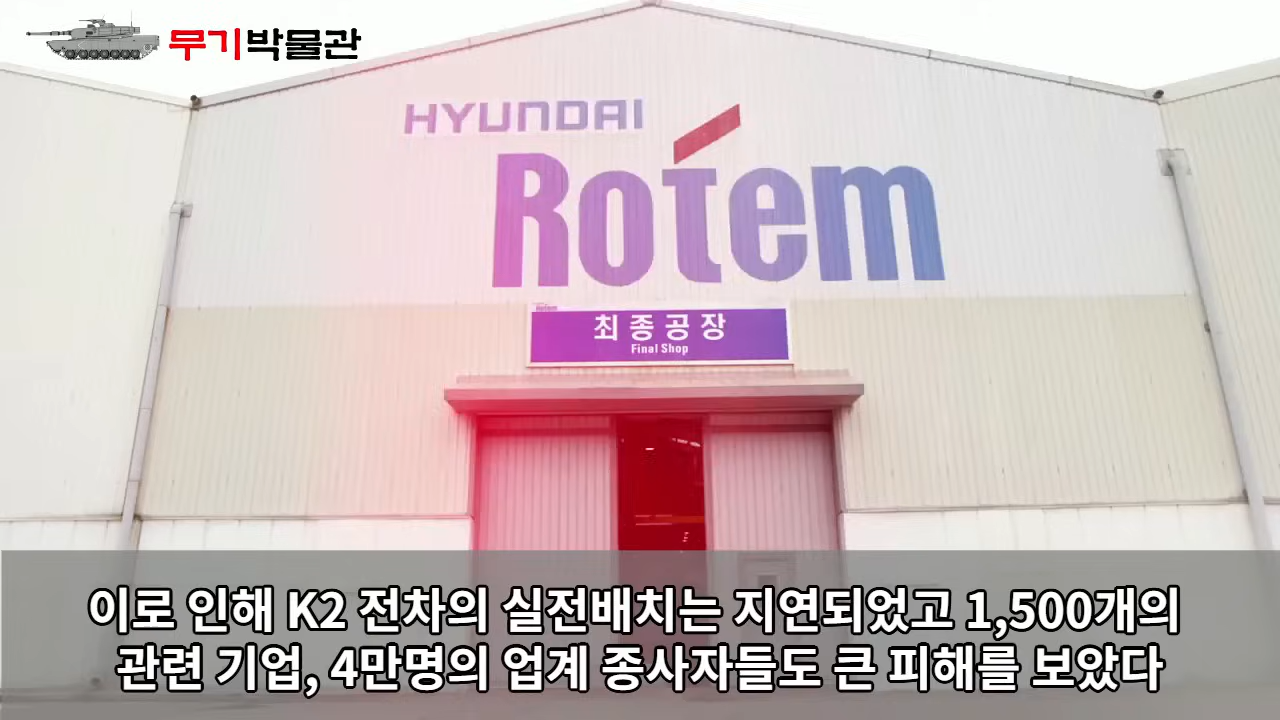 무기박물관
HYUNDAI
Rotem
Rotem
최종공장
Final Shop
이로 인해 K2 전차의 실전배치는 지연되었고 1,500개의
관련 기업, 4만명의 업계 종사자들도 큰 피해를 보았다